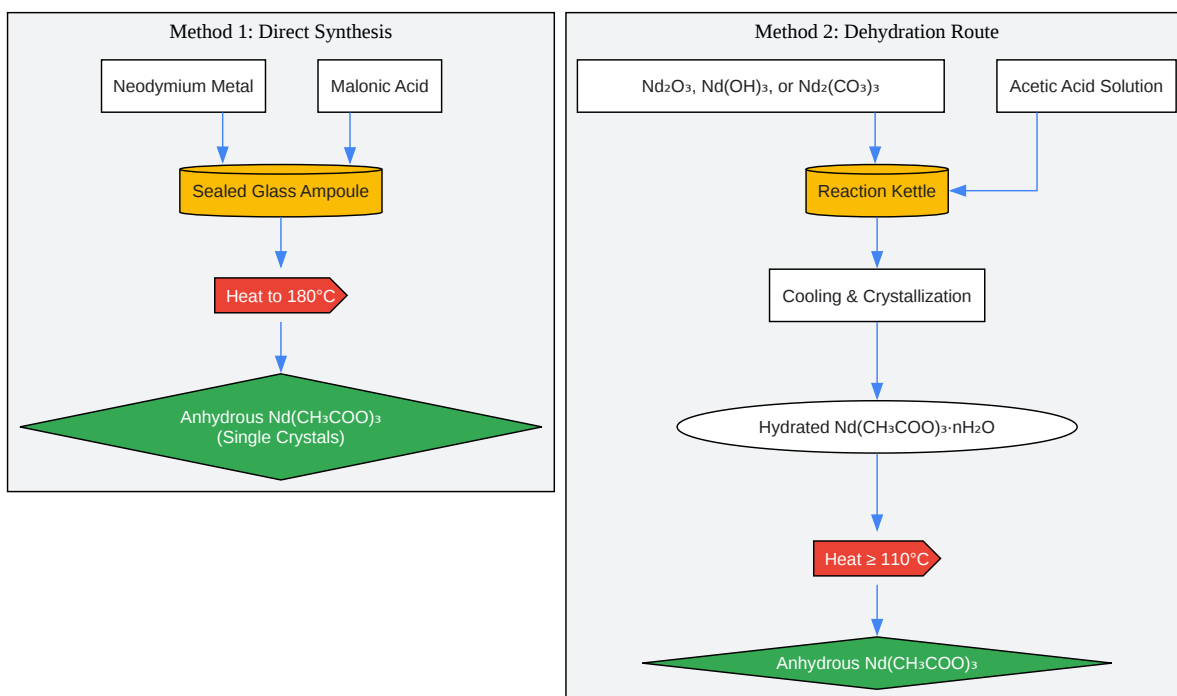 Method 1: Direct Synthesis
Neodymium Metal
Malonic Acid
Sealed Glass Ampoule
Heat to 180°C
Anhydrous Nd(CH₃COO)₃
(Single Crystals)
Method 2: Dehydration Route
Nd₂O₃, Nd(OH)₃, or Nd₂(CO₃)₃
Acetic Acid Solution
Reaction Kettle
Cooling & Crystallization
Hydrated Nd(CH₃COO)₃·nH₂O
Heat ≥ 110°C
Anhydrous Nd(CH₃COO)₃